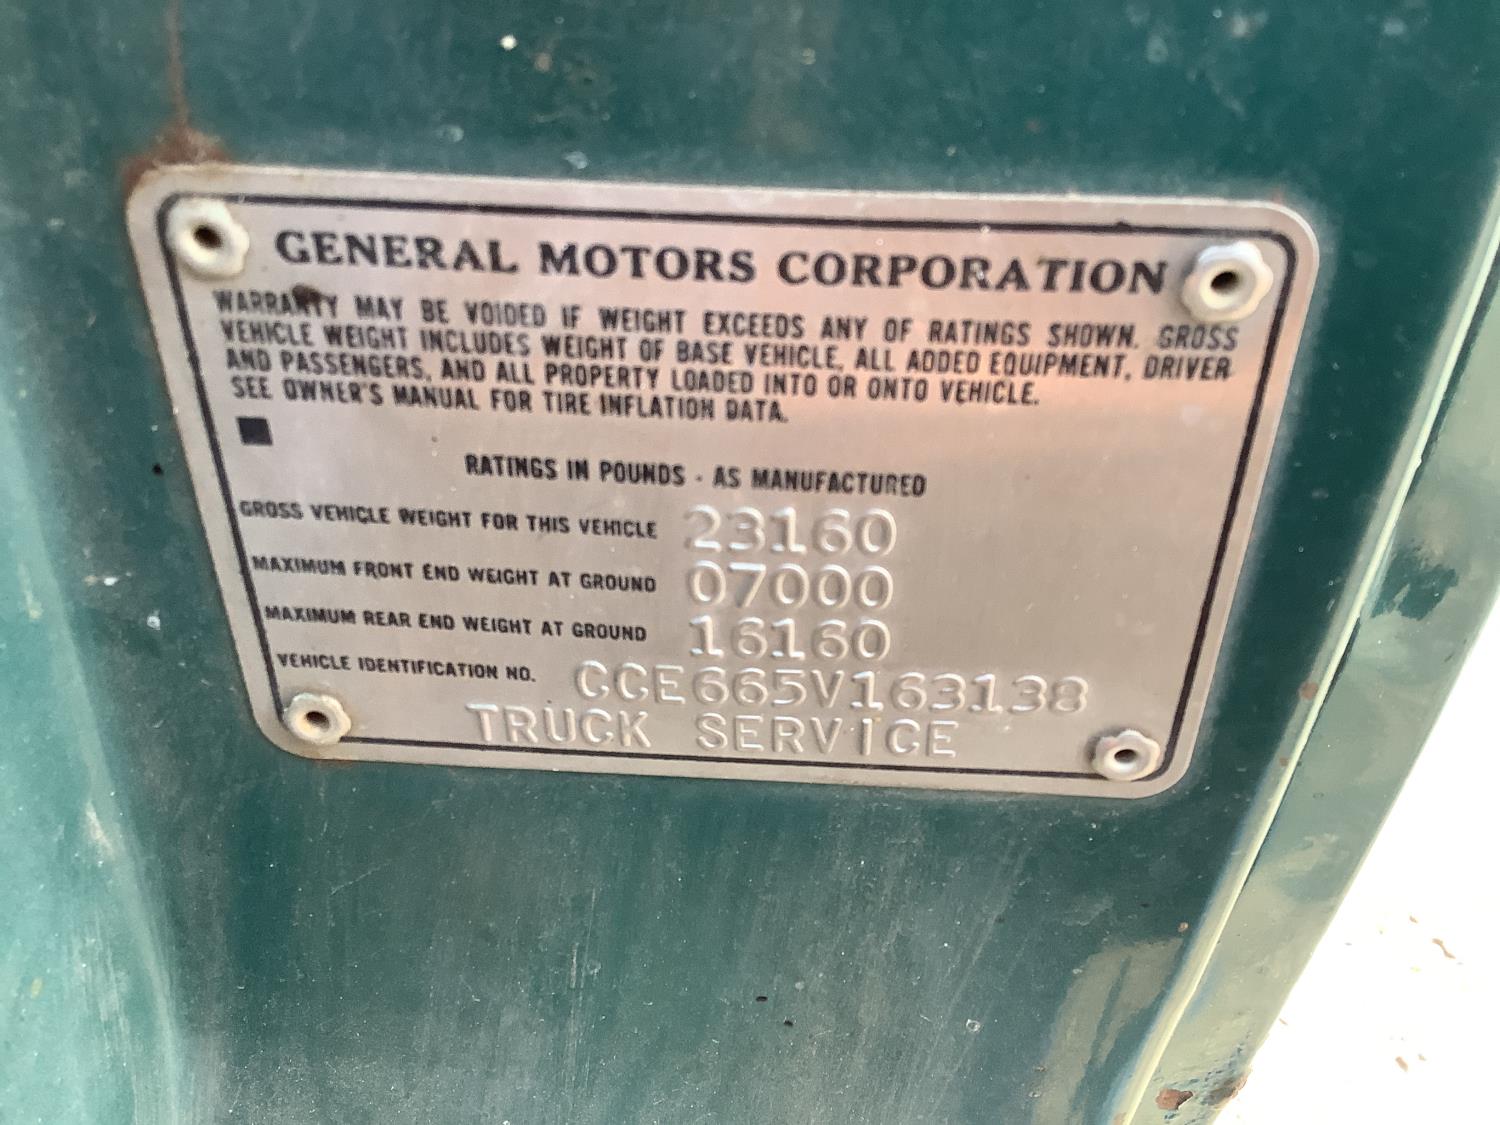 GENERAL MOTORS CORPORATION
WARRANTY MAY BE VOIDED IF WEIGHT EXCEEDS ANY OF RATINGS SHOWN. GROSS
VEHICLE WEIGHT INCLUDES WEIGHT OF BASE VEHICLE, ALL ADDED EQUIPMENT, DRIVER
AND PASSENGERS, AND ALL PROPERTY LOADED INTO OR ONTO VEHICLE.
SEE OWNER'S MANUAL FOR TIRE INFLATION DATA.
RATINGS IN POUNDS - AS MANUFACTURED
GROSS VEHICLE WEIGHT FOR THIS VEHICLE 23160
MAXIMUM FRONT END WEIGHT AT GROUND 07000
MAXIMUM REAR END WEIGHT AT GROUND 16160
VEHICLE IDENTIFICATION NO. CCE665V163138
TRUCK SERVICE